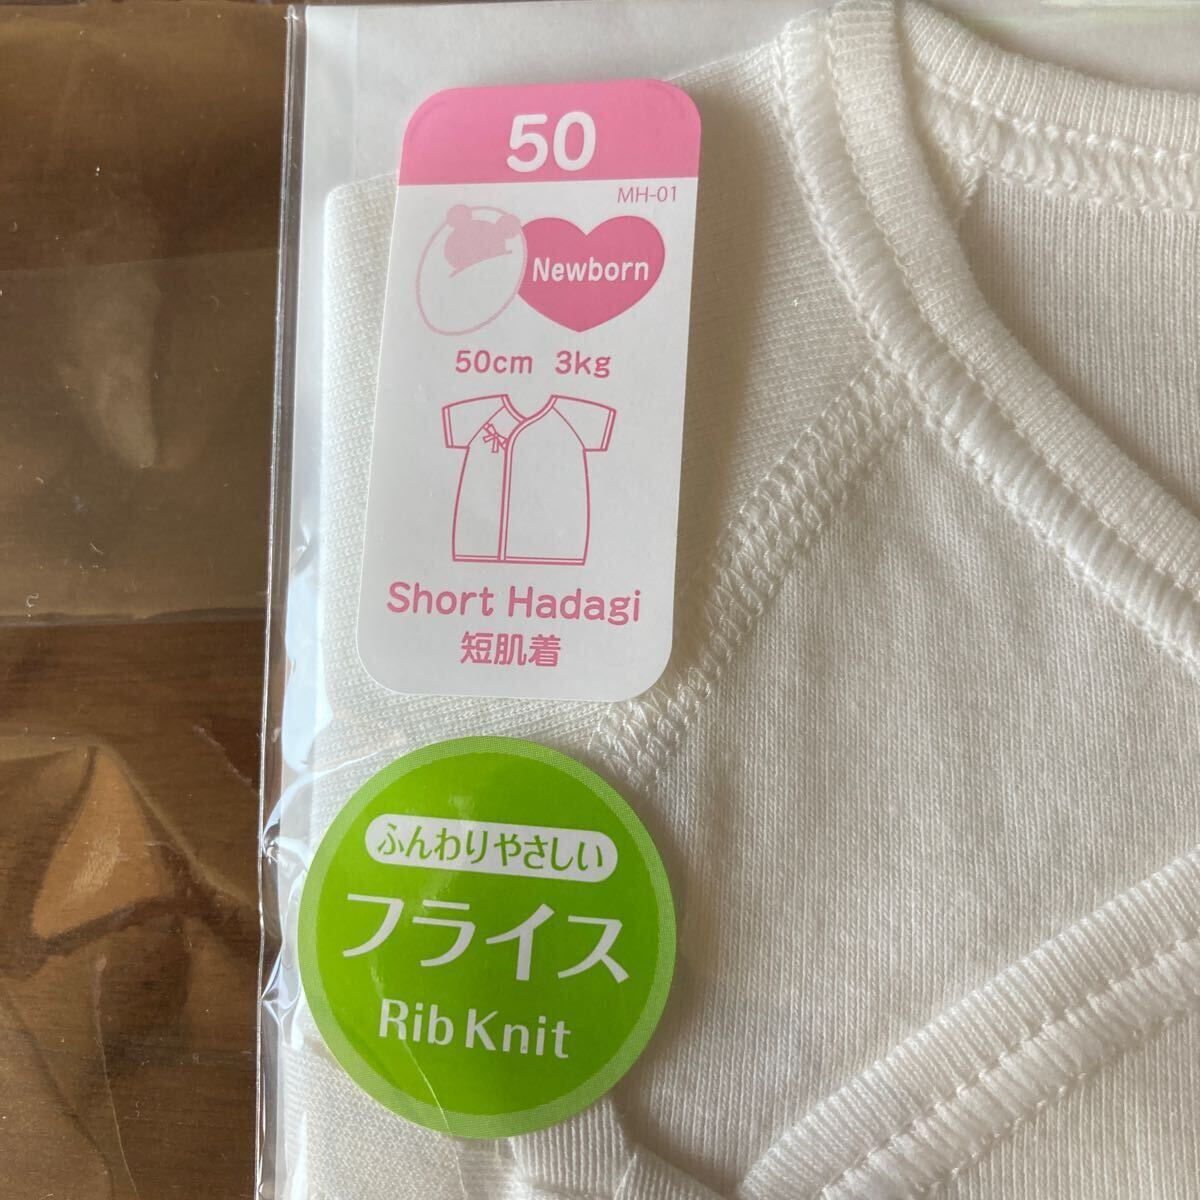 50
MH-01
Newborn
50cm 3kg
Short Hadagi
短肌着
ふんわりやさしい
フライス
Rib Knit